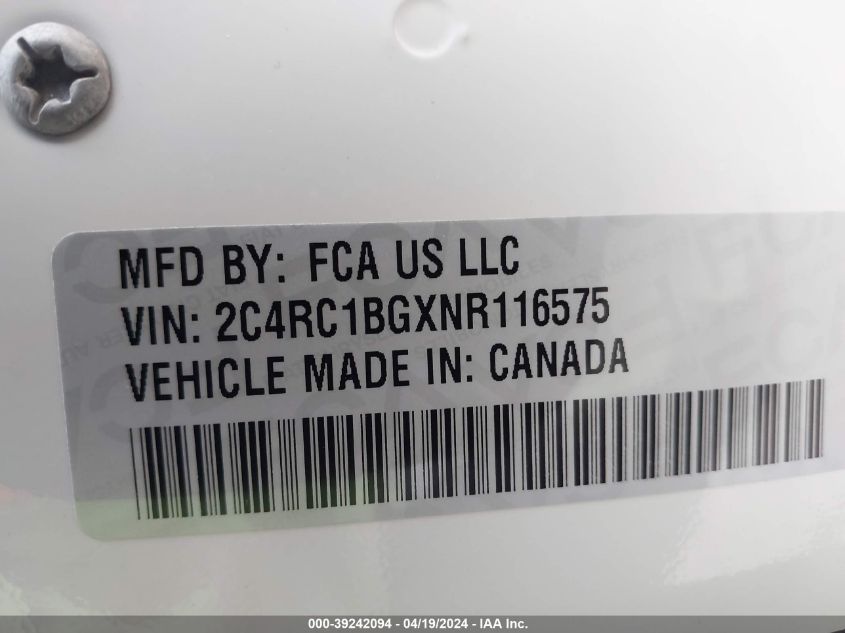 MFD BY: FCA US LLC
VIN: 2C4RC1BGXNR116575
VEHICLE MADE IN: CANADA
000-39242094 - 04/19/2024 - IAA Inc.